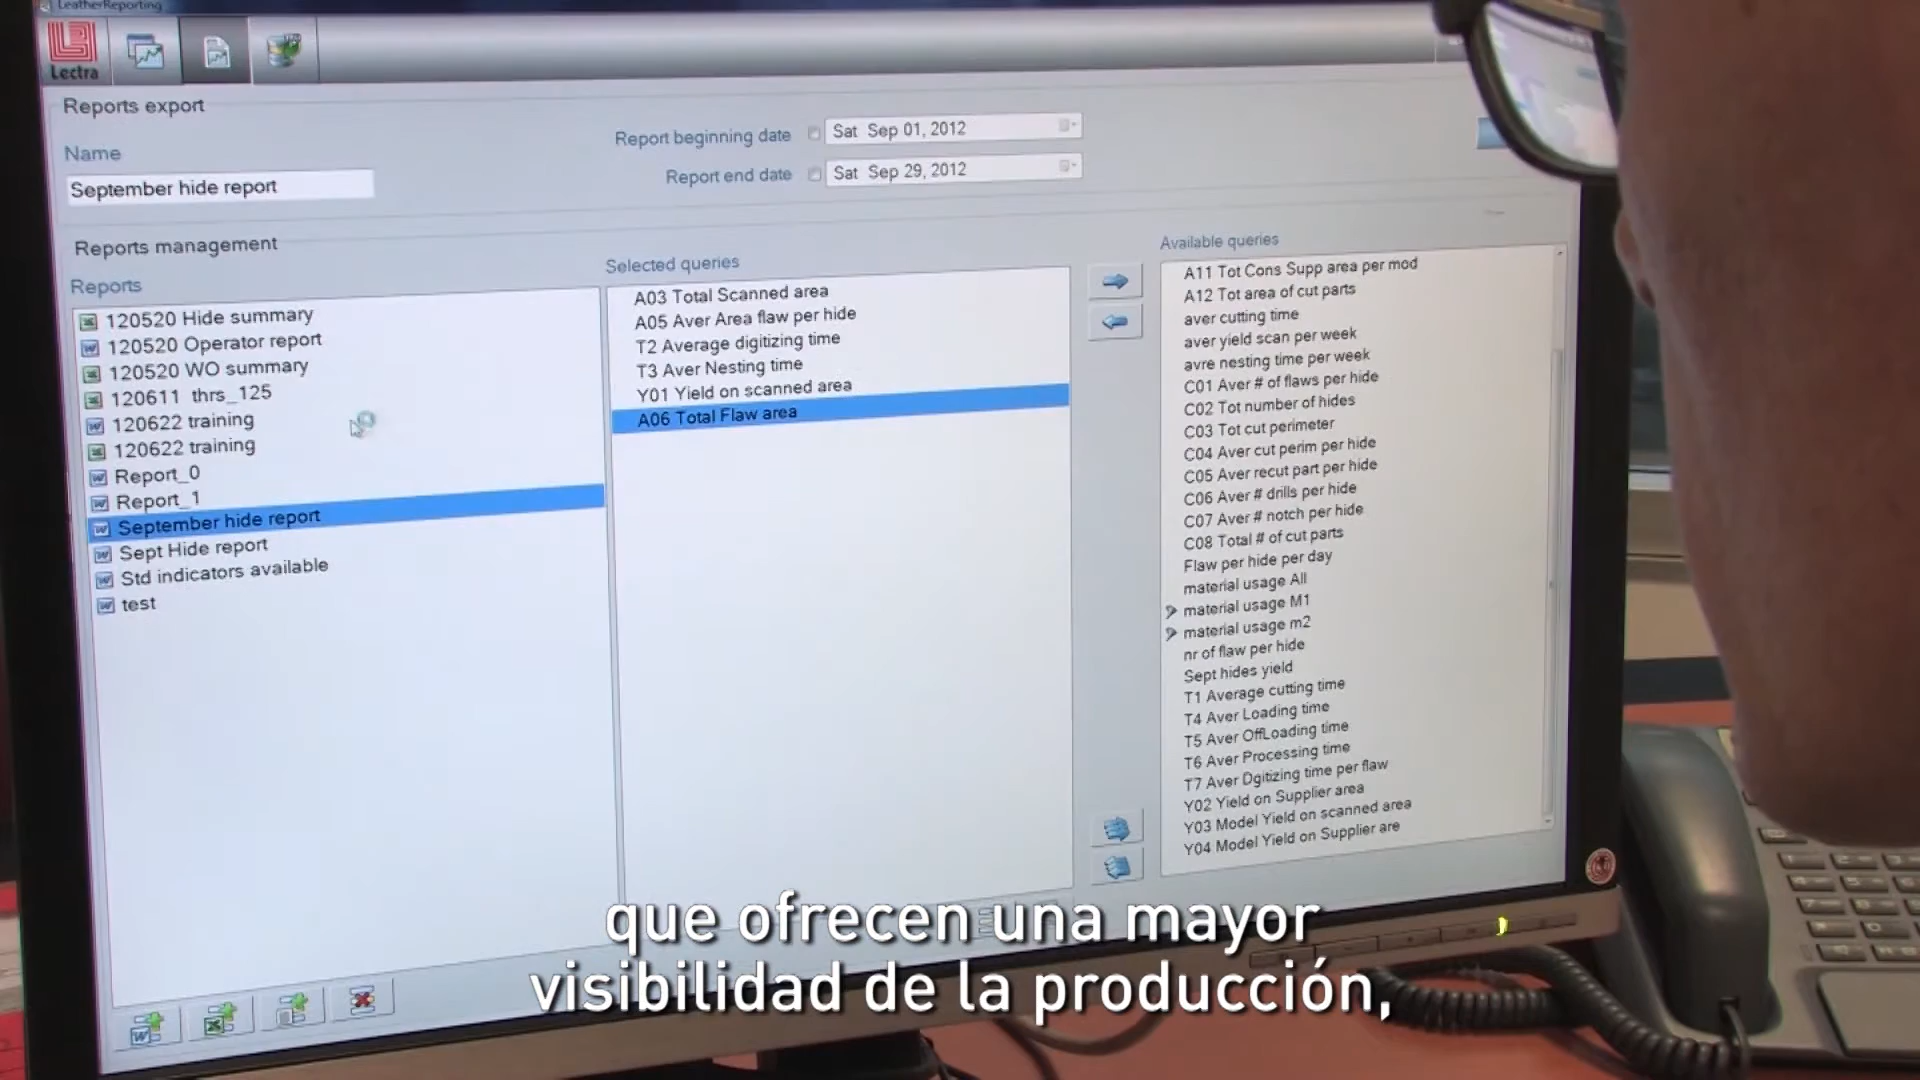 LeatherReporting
Lectra
Reports export
Name
September hide report
Report beginning date
Sat Sep 01, 2012
Report end date
Sat Sep 29, 2012
Reports management
Reports
120520 Hide summary
120520 Operator report
120520 WO summary
120611 thrs_125
120622 training
120622 training
Report_0
Report_1
September hide report
Sept Hide report
Std indicators available
test
Selected queries
A03 Total Scanned area
A05 Aver Area flaw per hide
T2 Average digitizing time
T3 Aver Nesting time
Y01 Yield on scanned area
A06 Total Flaw area
Available queries
A11 Tot Cons Supp area per mod
A12 Tot area of cut parts
aver cutting time
aver yield scan per week
avre nesting time per week
C01 Aver # of flaws per hide
C02 Tot number of hides
C03 Tot cut perimeter
C04 Aver cut perim per hide
C05 Aver recut part per hide
C06 Aver # drills per hide
C07 Aver # notch per hide
C08 Total # of cut parts
Flaw per hide per day
material usage All
material usage M1
material usage m2
nr of flaw per hide
Sept hides yield
T1 Average cutting time
T4 Aver Loading time
T5 Aver OffLoading time
T6 Aver Processing time
T7 Aver Dgitizing time per flaw
Y02 Yield on Supplier area
Y03 Model Yield on scanned area
Y04 Model Yield on Supplier are
que ofrecen una mayor
visibilidad de la producción,